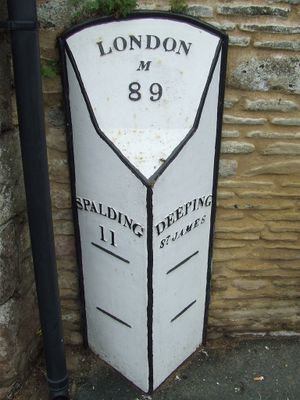 LONDON
M
89
SPALDING
11
DEEPING
ST JAMES